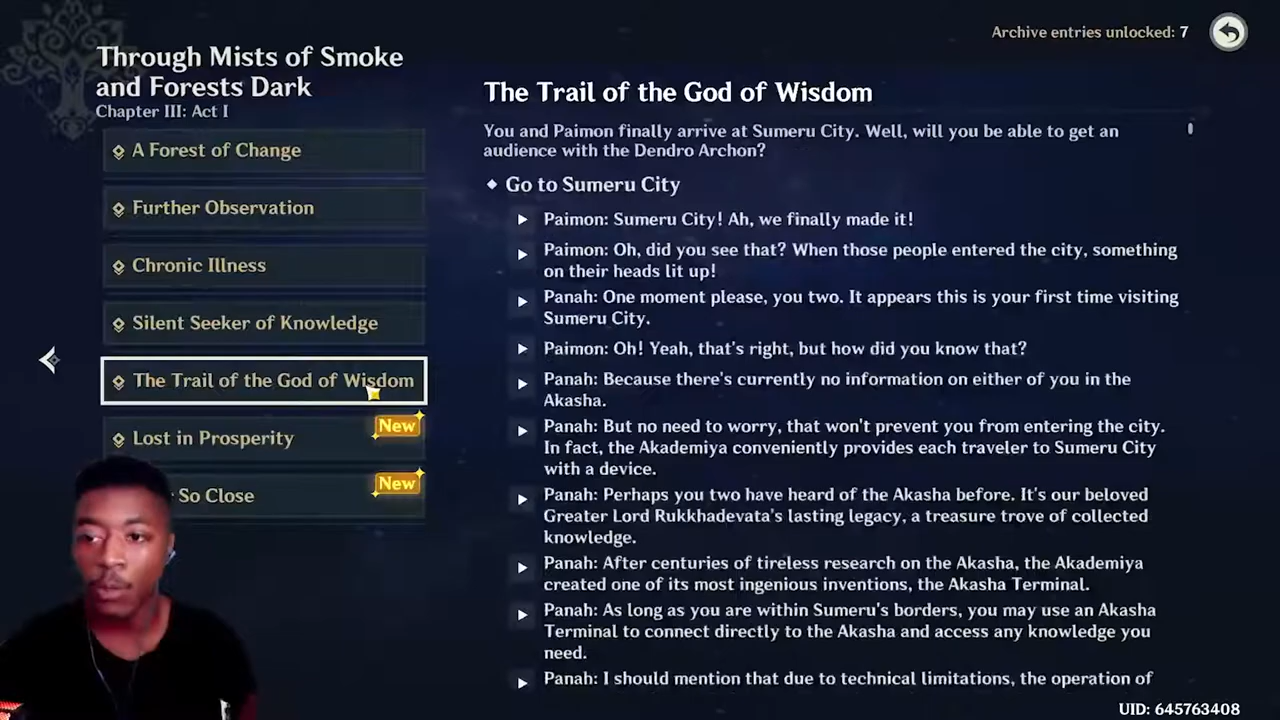 Archive entries unlocked: 7
Through Mists of Smoke
and Forests Dark
Chapter III: Act I
A Forest of Change
Further Observation
Chronic Illness
Silent Seeker of Knowledge
The Trail of the God of Wisdom
New
Lost in Prosperity
New
So Close
The Trail of the God of Wisdom
You and Paimon finally arrive at Sumeru City. Well, will you be able to get an
audience with the Dendro Archon?
Go to Sumeru City
Paimon: Sumeru City! Ah, we finally made it!
Paimon: Oh, did you see that? When those people entered the city, something
on their heads lit up!
Panah: One moment please, you two. It appears this is your first time visiting
Sumeru City.
Paimon: Oh! Yeah, that's right, but how did you know that?
Panah: Because there's currently no information on either of you in the
Akasha.
Panah: But no need to worry, that won't prevent you from entering the city.
In fact, the Akademiya conveniently provides each traveler to Sumeru City
with a device.
Panah: Perhaps you two have heard of the Akasha before. It's our beloved
Greater Lord Rukkhadevata's lasting legacy, a treasure trove of collected
knowledge.
Panah: After centuries of tireless research on the Akasha, the Akademiya
created one of its most ingenious inventions, the Akasha Terminal.
Panah: As long as you are within Sumeru's borders, you may use an Akasha
Terminal to connect directly to the Akasha and access any knowledge you
need.
Panah: I should mention that due to technical limitations, the operation of
UID: 645763408